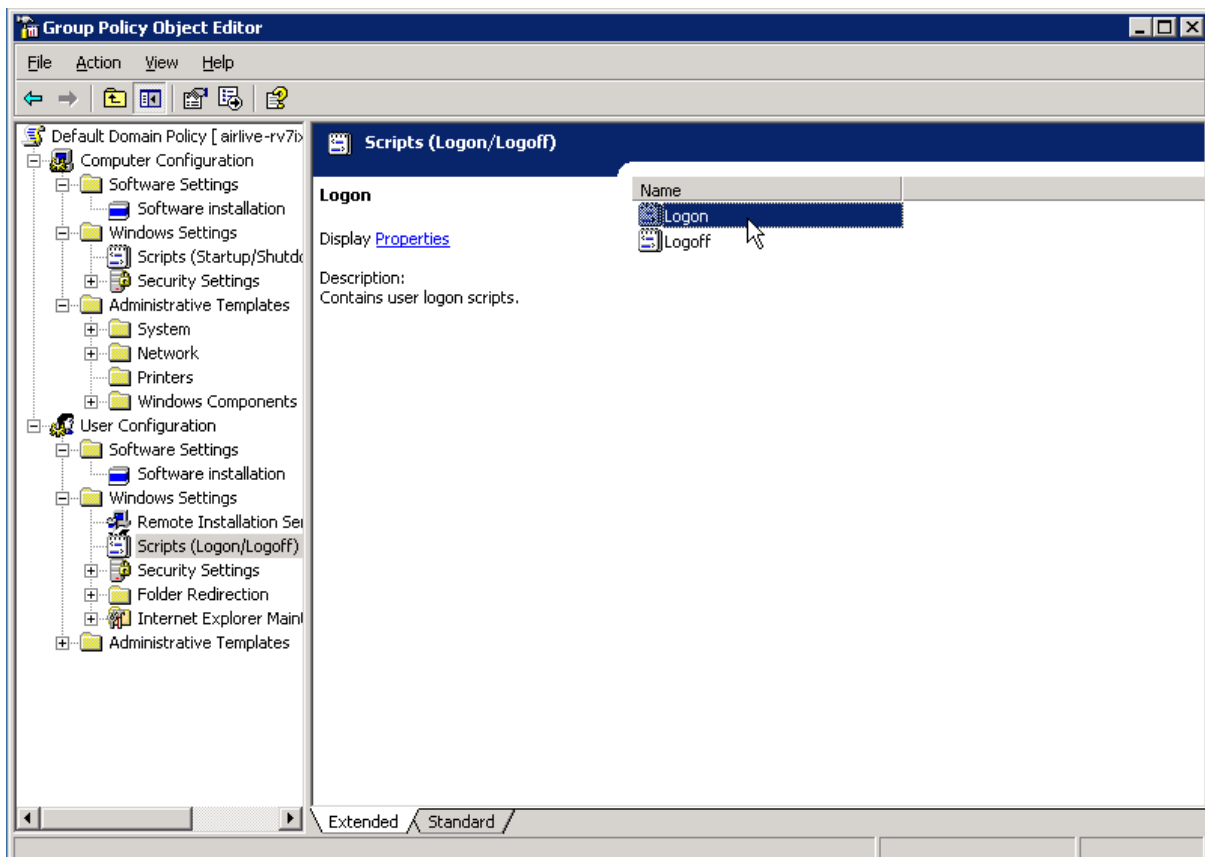 Group Policy Object Editor
File Action View Help
Default Domain Policy [ airlive-rv7ix
Computer Configuration
Software Settings
Software installation
Windows Settings
Scripts (Startup/Shutdo
Security Settings
Administrative Templates
System
Network
Printers
Windows Components
User Configuration
Software Settings
Software installation
Windows Settings
Remote Installation Ser
Scripts (Logon/Logoff)
Security Settings
Folder Redirection
Internet Explorer Maint
Administrative Templates
Scripts (Logon/Logoff)
Logon
Display Properties
Description:
Contains user logon scripts.
Name
Logon
Logoff
Extended Standard